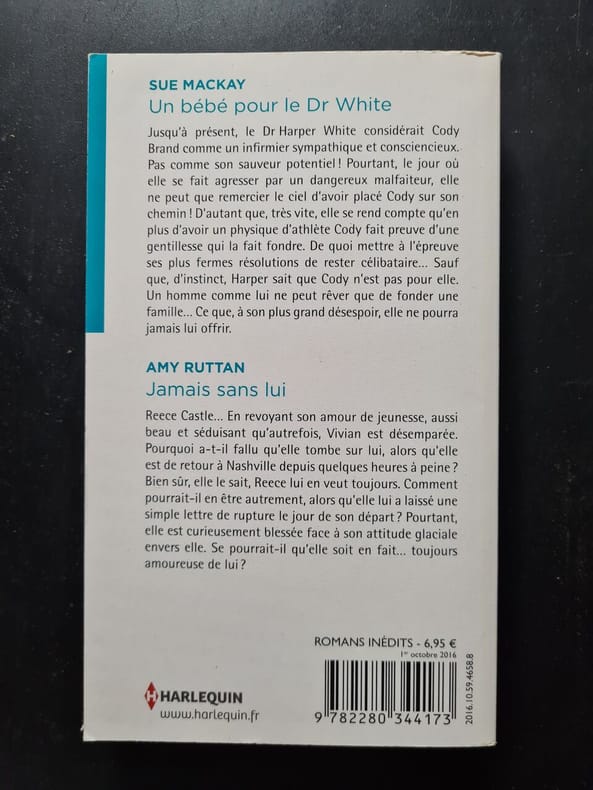 SUE MACKAY
Un bébé pour le Dr White
Jusqu'à présent, le Dr Harper White considérait Cody
Brand comme un infirmier sympathique et consciencieux.
Pas comme son sauveur potentiel ! Pourtant, le jour où
elle se fait agresser par un dangereux malfaiteur, elle
ne peut que remercier le ciel d'avoir placé Cody sur son
chemin ! D'autant que, très vite, elle se rend compte qu'en
plus d'avoir un physique d'athlète Cody fait preuve d'une
gentillesse qui la fait fondre. De quoi mettre à l'épreuve
ses plus fermes résolutions de rester célibataire... Sauf
que, d'instinct, Harper sait que Cody n'est pas pour elle.
Un homme comme lui ne peut rêver que de fonder une
famille... Ce que, à son plus grand désespoir, elle ne pourra
jamais lui offrir.
AMY RUTTAN
Jamais sans lui
Reece Castle... En revoyant son amour de jeunesse, aussi
beau et séduisant qu'autrefois, Vivian est désemparée.
Pourquoi a-t-il fallu qu'elle tombe sur lui, alors qu'elle
est de retour à Nashville depuis quelques heures à peine ?
Bien sûr, elle le sait, Reece lui en veut toujours. Comment
pourrait-il en être autrement, alors qu'elle lui a laissé une
simple lettre de rupture le jour de son départ ? Pourtant,
elle est curieusement blessée face à son attitude glaciale
envers elle. Se pourrait-il qu'elle soit en fait... toujours
amoureuse de lui ?
ROMANS INÉDITS - 6,95 €
1er octobre 2016
HARLEQUIN
www.harlequin.fr
9 782280 344173
2016.10.59.4658.8